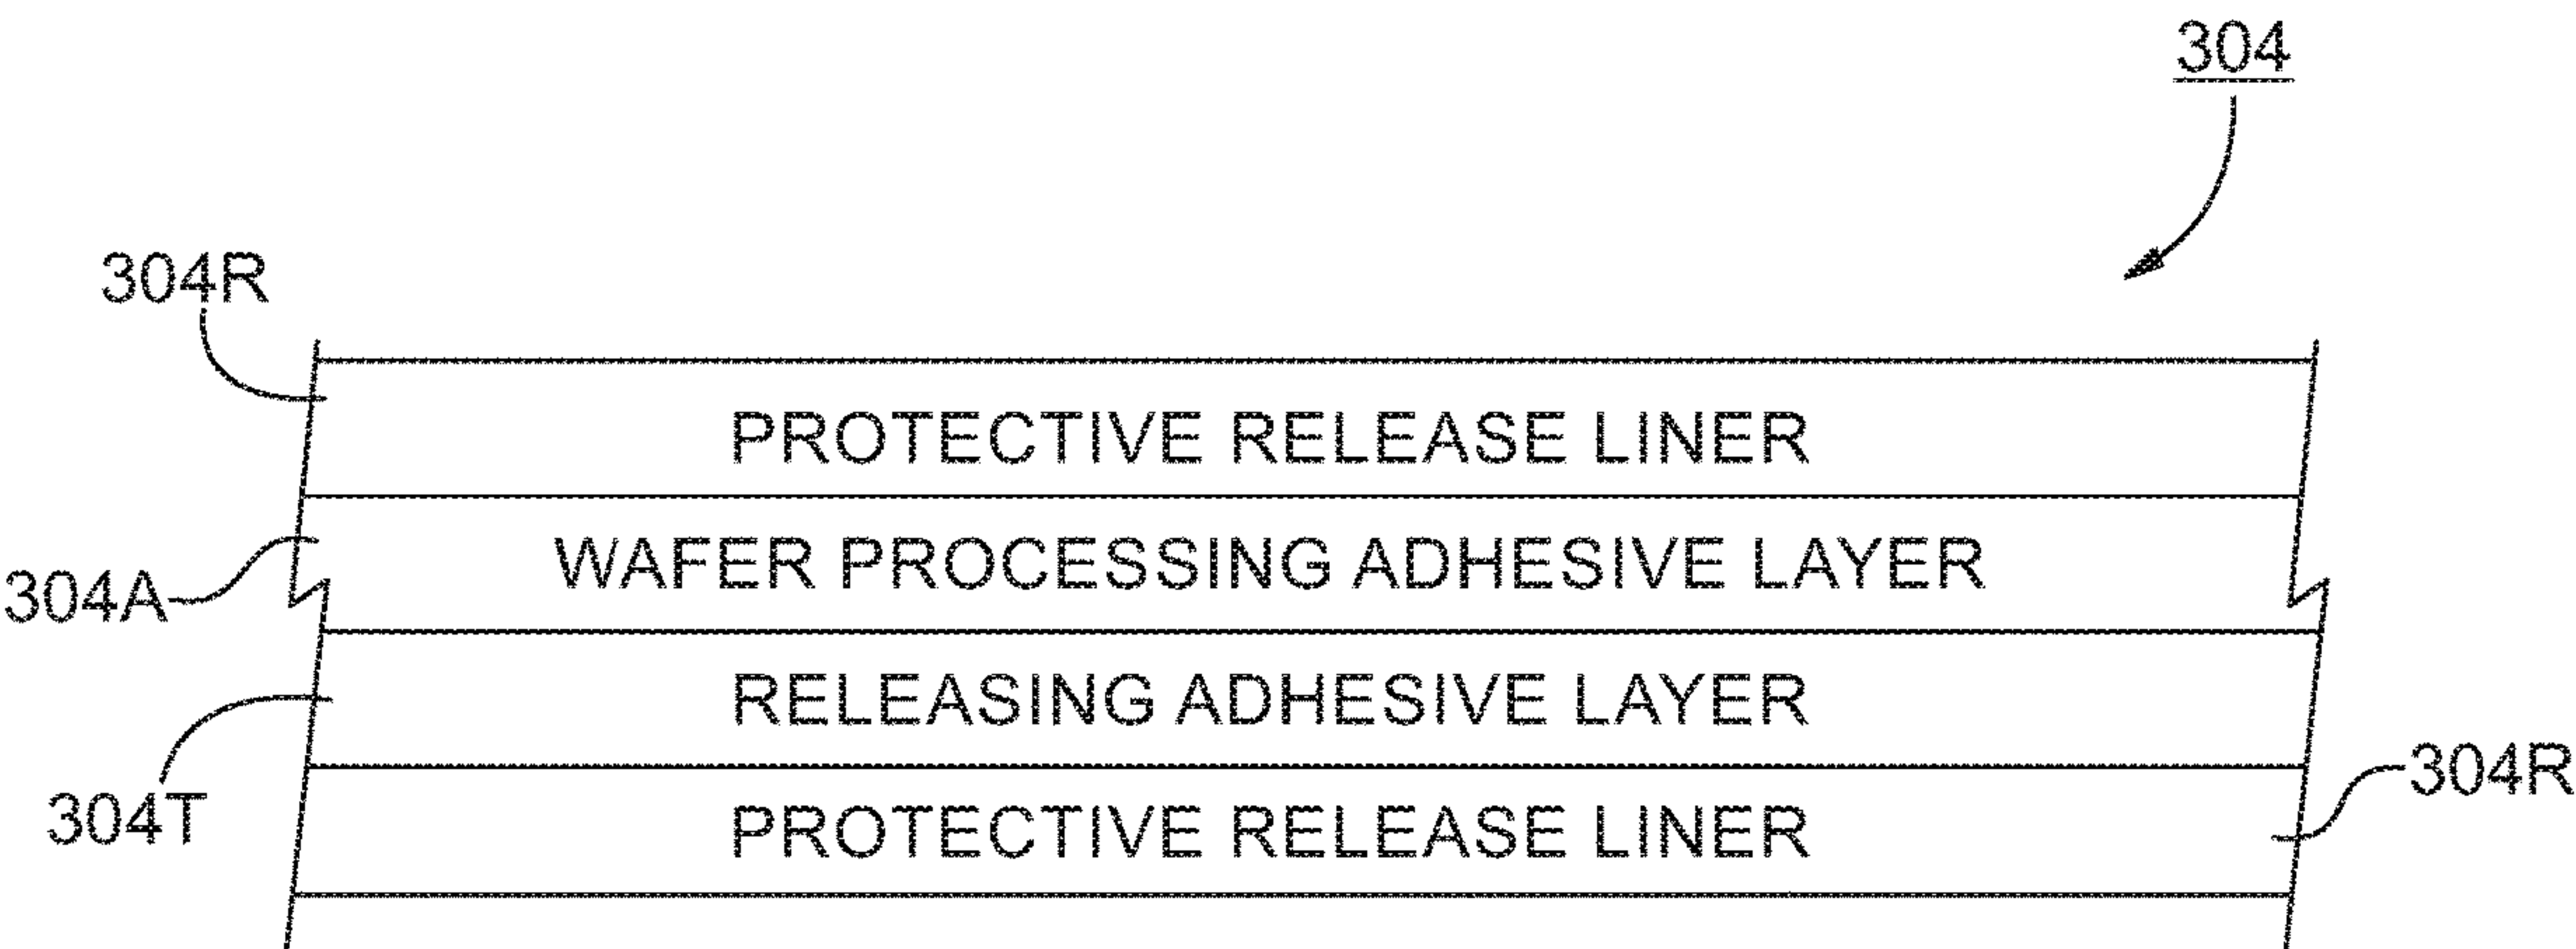 304
304R
PROTECTIVE RELEASE LINER
WAFER PROCESSING ADHESIVE LAYER
304A
RELEASING ADHESIVE LAYER
304T
304R
PROTECTIVE RELEASE LINER